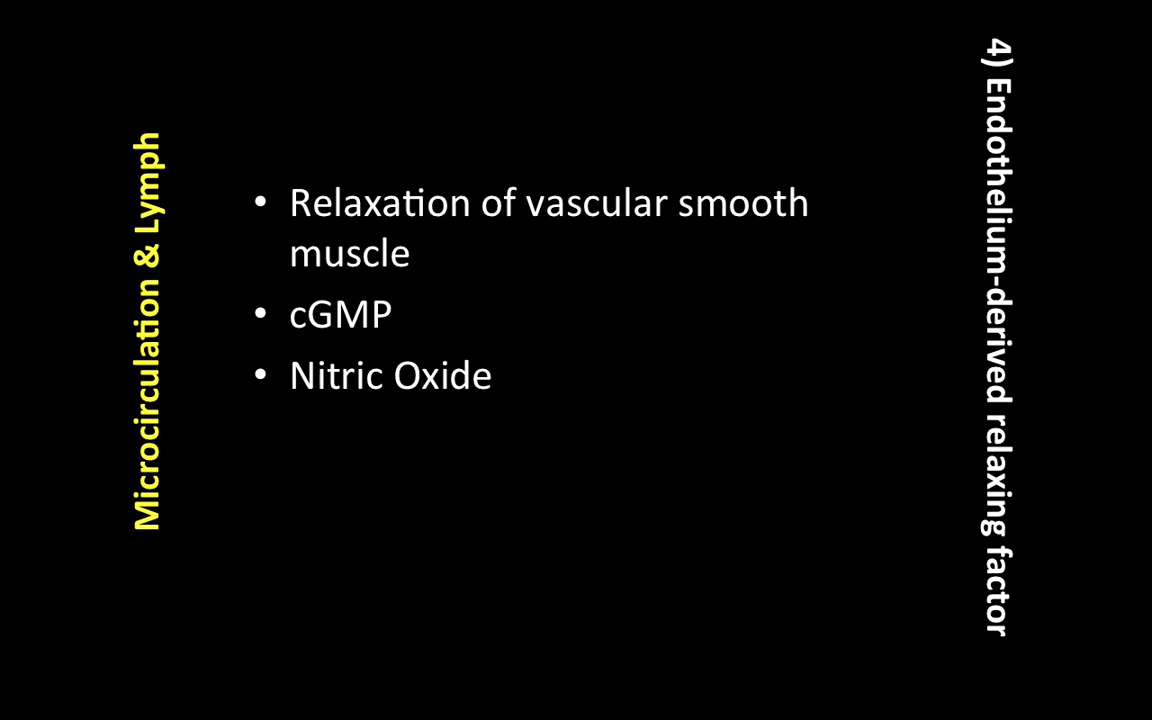 Microcirculation & Lymph
• Relaxation of vascular smooth
muscle
• cGMP
• Nitric Oxide
4) Endothelium-derived relaxing factor